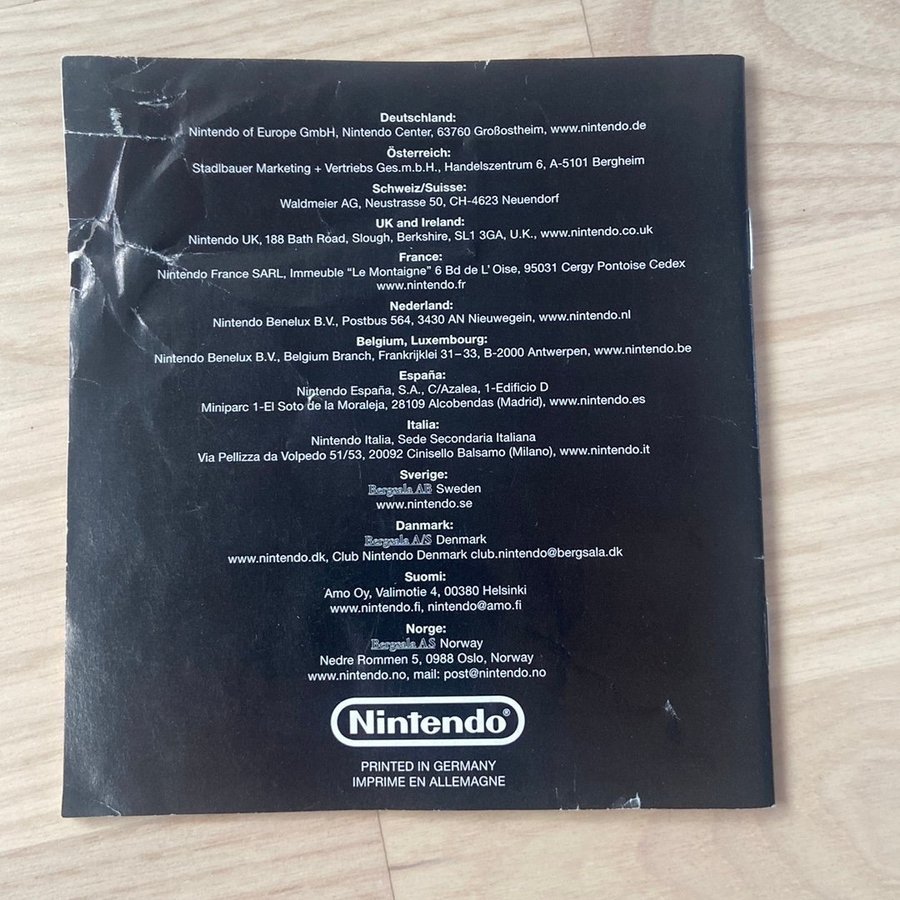 Deutschland:
Nintendo of Europe GmbH, Nintendo Center, 63760 Großostheim, www.nintendo.de
Österreich:
Stadlbauer Marketing + Vertriebs Ges.m.b.H., Handelszentrum 6, A-5101 Bergheim
Schweiz/Suisse:
Waldmeier AG, Neustrasse 50, CH-4623 Neuendorf
UK and Ireland:
Nintendo UK, 188 Bath Road, Slough, Berkshire, SL1 3GA, U.K., www.nintendo.co.uk
France:
Nintendo France SARL, Immeuble “Le Montaigne” 6 Bd de L’ Oise, 95031 Cergy Pontoise Cedex
www.nintendo.fr
Nederland:
Nintendo Benelux B.V., Postbus 564, 3430 AN Nieuwegein, www.nintendo.nl
Belgium, Luxembourg:
Nintendo Benelux B.V., Belgium Branch, Frankrijklei 31–33, B-2000 Antwerpen, www.nintendo.be
España:
Nintendo España, S.A., C/Azalea, 1-Edificio D
Miniparc 1-El Soto de la Moraleja, 28109 Alcobendas (Madrid), www.nintendo.es
Italia:
Nintendo Italia, Sede Secondaria Italiana
Via Pellizza da Volpedo 51/53, 20092 Cinisello Balsamo (Milano), www.nintendo.it
Sverige:
Bergsala AB Sweden
www.nintendo.se
Danmark:
Bergsala A/S Denmark
www.nintendo.dk, Club Nintendo Denmark club.nintendo@bergsala.dk
Suomi:
Amo Oy, Valimotie 4, 00380 Helsinki
www.nintendo.fi, nintendo@amo.fi
Norge:
Bergsala AS Norway
Nedre Rommen 5, 0988 Oslo, Norway
www.nintendo.no, mail: post@nintendo.no
Nintendo®
PRINTED IN GERMANY
IMPRIME EN ALLEMAGNE